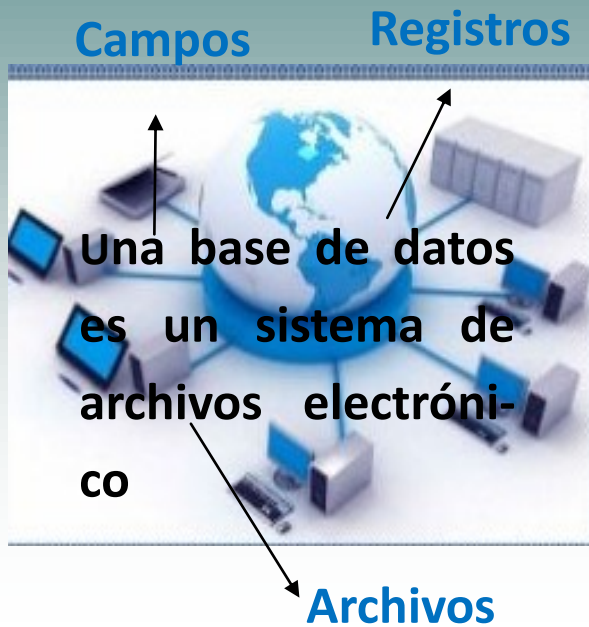 Campos
Registros
Una base de datos
es un sistema de
archivos electróni-
co
Archivos